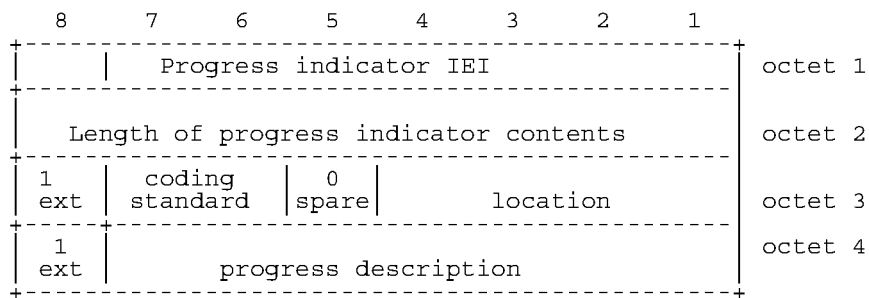 8 7 6 5 4 3 2 1
Progress indicator IEI octet 1
Length of progress indicator contents octet 2
1 coding 0
ext standard spare location octet 3
1 octet 4
ext progress description